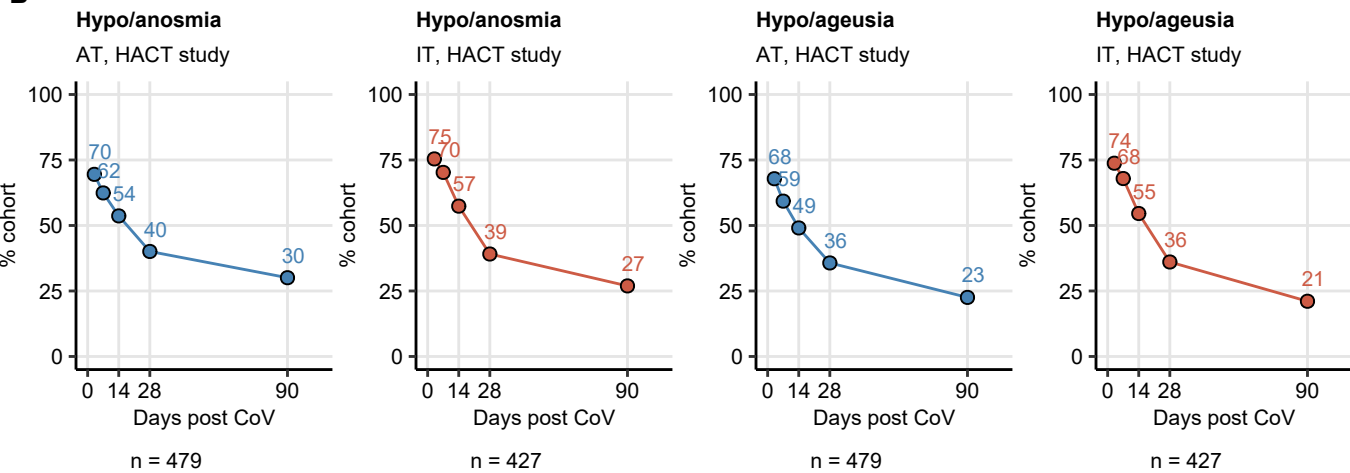 Hypo/anosmia
AT, HACT study
% cohort
100
75
50
25
0
70
62
54
40
30
0 14 28 90
Days post CoV
n = 479
Hypo/anosmia
IT, HACT study
% cohort
100
75
50
25
0
75
70
57
39
27
0 14 28 90
Days post CoV
n = 427
Hypo/ageusia
AT, HACT study
% cohort
100
75
50
25
0
68
59
49
36
23
0 14 28 90
Days post CoV
n = 479
Hypo/ageusia
IT, HACT study
% cohort
100
75
50
25
0
74
68
55
36
21
0 14 28 90
Days post CoV
n = 427